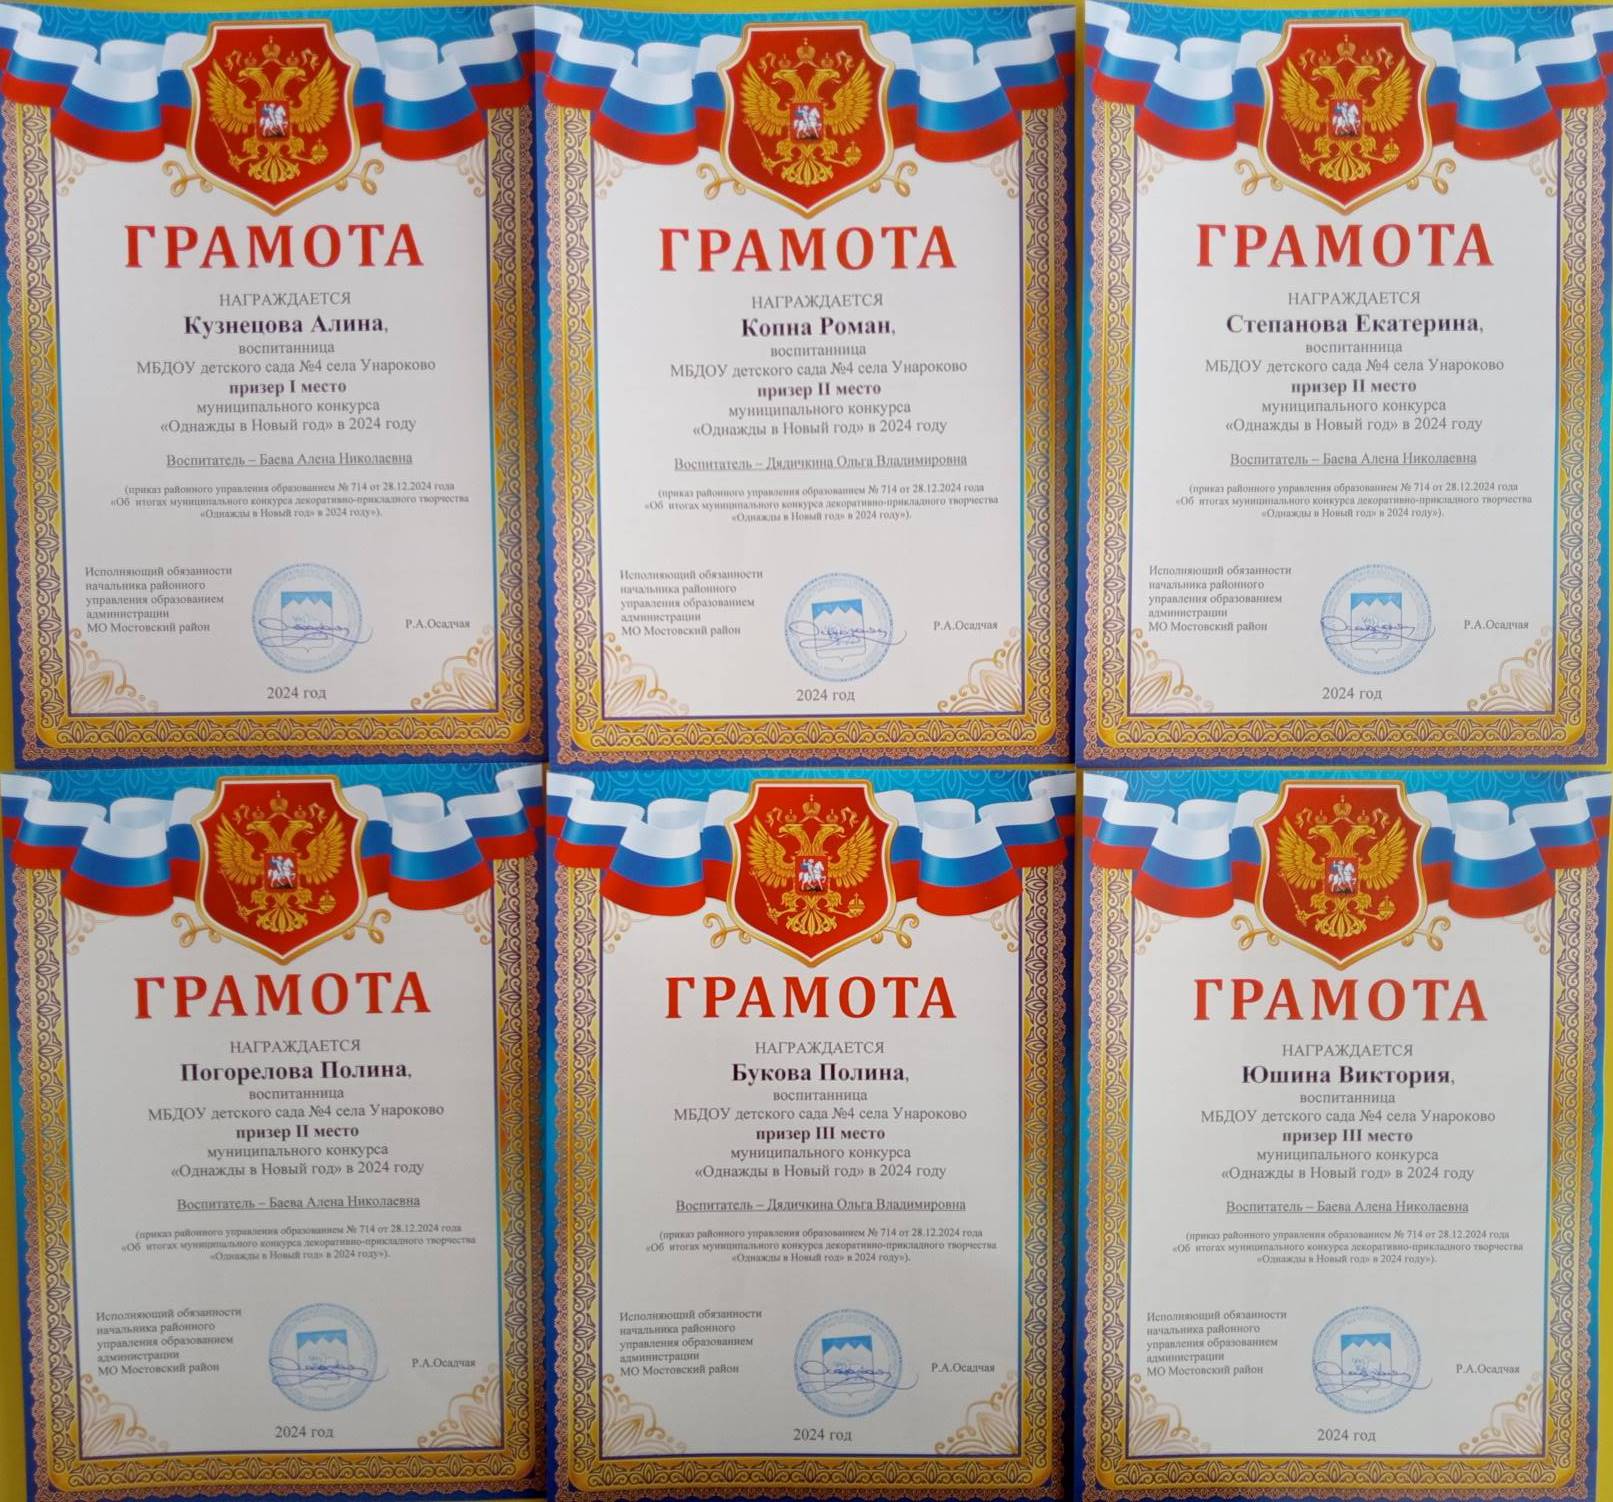 ГРАМОТА
НАГРАЖДАЕТСЯ
Кузнецова Алина,
воспитанница
МБДОУ детского сада №4 села Унароково
призер I место
муниципального конкурса
«Однажды в Новый год» в 2024 году
Воспитатель – Баева Алена Николаевна
(приказ районного управления образованием № 714 от 28.12.2024 года
«Об итогах муниципального конкурса декоративно-прикладного творчества
«Однажды в Новый год» в 2024 году»).
Исполняющий обязанности
начальника районного
управления образованием
администрации
МО Мостовский район
Р.А.Осадчая
2024 год
ГРАМОТА
НАГРАЖДАЕТСЯ
Копна Роман,
воспитанница
МБДОУ детского сада №4 села Унароково
призер II место
муниципального конкурса
«Однажды в Новый год» в 2024 году
Воспитатель – Дядичкина Ольга Владимировна
(приказ районного управления образованием № 714 от 28.12.2024 года
«Об итогах муниципального конкурса декоративно-прикладного творчества
«Однажды в Новый год» в 2024 году»).
Исполняющий обязанности
начальника районного
управления образованием
администрации
МО Мостовский район
Р.А.Осадчая
2024 год
ГРАМОТА
НАГРАЖДАЕТСЯ
Степанова Екатерина,
воспитанница
МБДОУ детского сада №4 села Унароково
призер II место
муниципального конкурса
«Однажды в Новый год» в 2024 году
Воспитатель – Баева Алена Николаевна
(приказ районного управления образованием № 714 от 28.12.2024 года
«Об итогах муниципального конкурса декоративно-прикладного творчества
«Однажды в Новый год» в 2024 году»).
Исполняющий обязанности
начальника районного
управления образованием
администрации
МО Мостовский район
Р.А.Осадчая
2024 год
ГРАМОТА
НАГРАЖДАЕТСЯ
Погорелова Полина,
воспитанница
МБДОУ детского сада №4 села Унароково
призер II место
муниципального конкурса
«Однажды в Новый год» в 2024 году
Воспитатель – Баева Алена Николаевна
(приказ районного управления образованием № 714 от 28.12.2024 года
«Об итогах муниципального конкурса декоративно-прикладного творчества
«Однажды в Новый год» в 2024 году»).
Исполняющий обязанности
начальника районного
управления образованием
администрации
МО Мостовский район
Р.А.Осадчая
2024 год
ГРАМОТА
НАГРАЖДАЕТСЯ
Букова Полина,
воспитанница
МБДОУ детского сада №4 села Унароково
призер III место
муниципального конкурса
«Однажды в Новый год» в 2024 году
Воспитатель – Дядичкина Ольга Владимировна
(приказ районного управления образованием № 714 от 28.12.2024 года
«Об итогах муниципального конкурса декоративно-прикладного творчества
«Однажды в Новый год» в 2024 году»).
Исполняющий обязанности
начальника районного
управления образованием
администрации
МО Мостовский район
Р.А.Осадчая
2024 год
ГРАМОТА
НАГРАЖДАЕТСЯ
Юшина Виктория,
воспитанница
МБДОУ детского сада №4 села Унароково
призер III место
муниципального конкурса
«Однажды в Новый год» в 2024 году
Воспитатель – Баева Алена Николаевна
(приказ районного управления образованием № 714 от 28.12.2024 года
«Об итогах муниципального конкурса декоративно-прикладного творчества
«Однажды в Новый год» в 2024 году»).
Исполняющий обязанности
начальника районного
управления образованием
администрации
МО Мостовский район
Р.А.Осадчая
2024 год